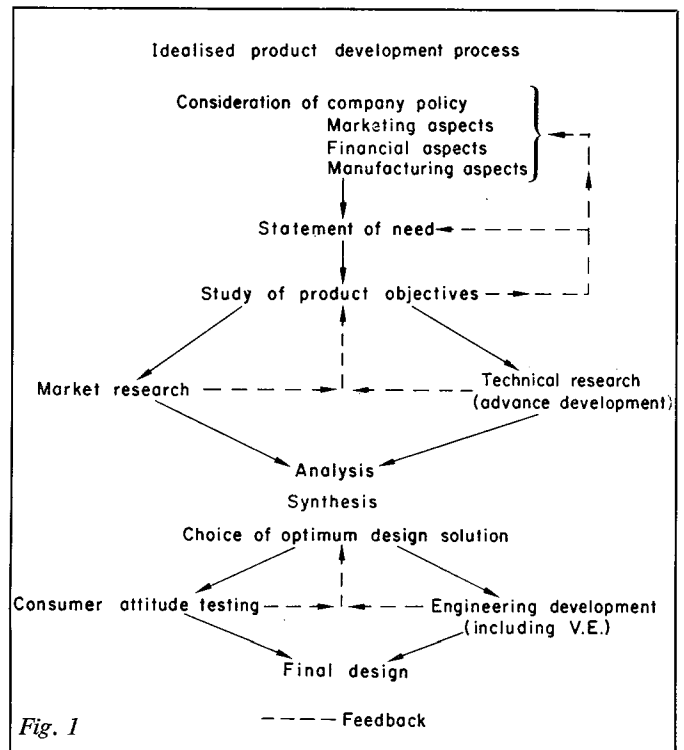 Idealised product development process
Consideration of company policy
Marketing aspects
Financial aspects
Manufacturing aspects
Statement of need
Study of product objectives
Market research
Technical research
(advance development)
Analysis
Synthesis
Choice of optimum design solution
Consumer attitude testing
Engineering development
(including V.E.)
Final design
Fig. 1
Feedback